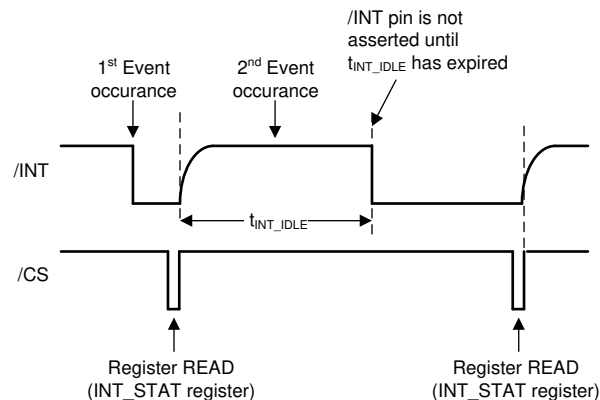 /INT pin is not
asserted until
tINT_IDLE has expired
1st Event
occurance
2nd Event
occurance
/INT
tINT_IDLE
/CS
Register READ
(INT_STAT register)
Register READ
(INT_STAT register)